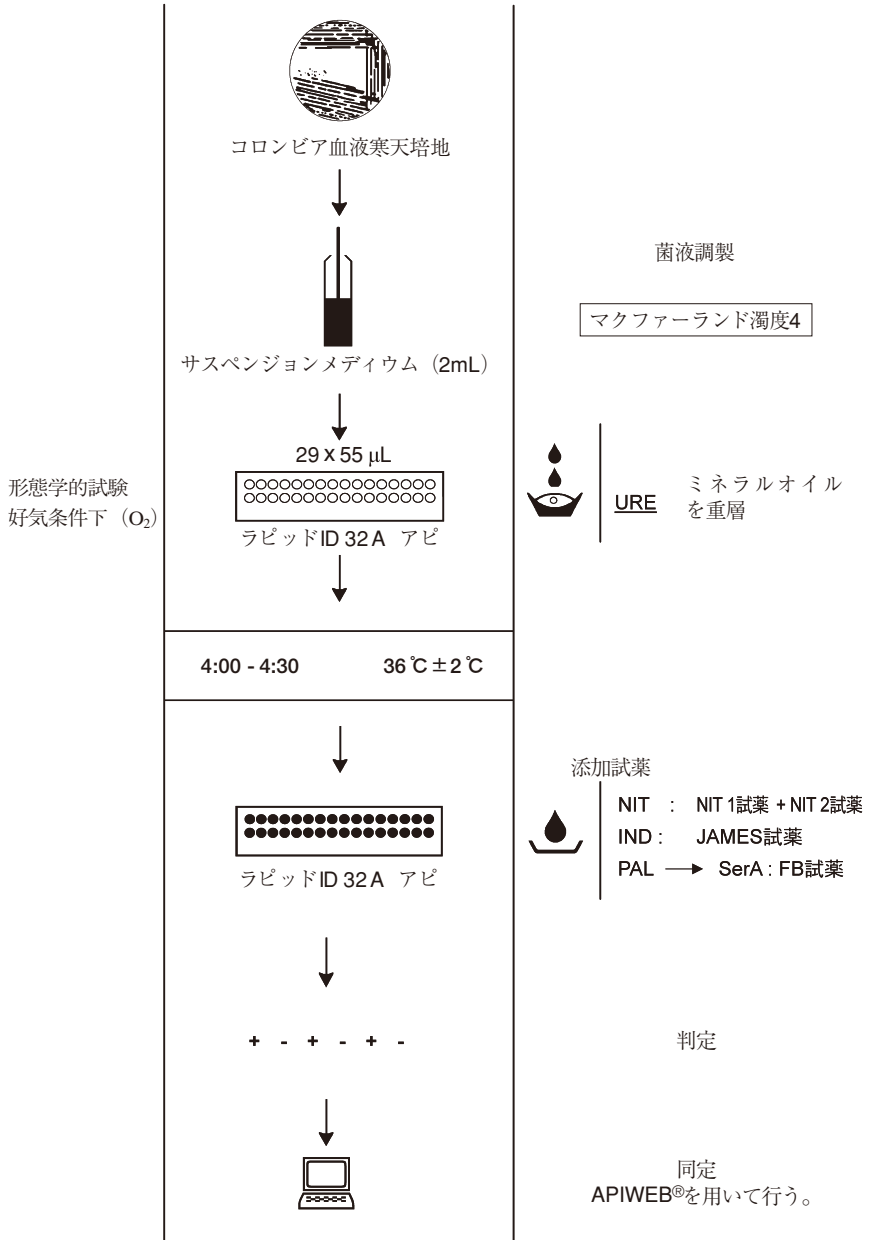 コロンビア血液寒天培地
菌液調製
マクファーランド濁度4
サスペンジョンメディウム（2mL）
29 x 55 µL
形態学的試験
好気条件下（O₂）
ラピッドID 32 A アピ
URE
ミネラルオイル
を重層
4:00 - 4:30 36℃±2℃
添加試薬
NIT : NIT 1試薬 + NIT 2試薬
IND : JAMES試薬
PAL → SerA : FB試薬
ラピッドID 32 A アピ
+ - + - + -
判定
同定
APIWEB®を用いて行う。